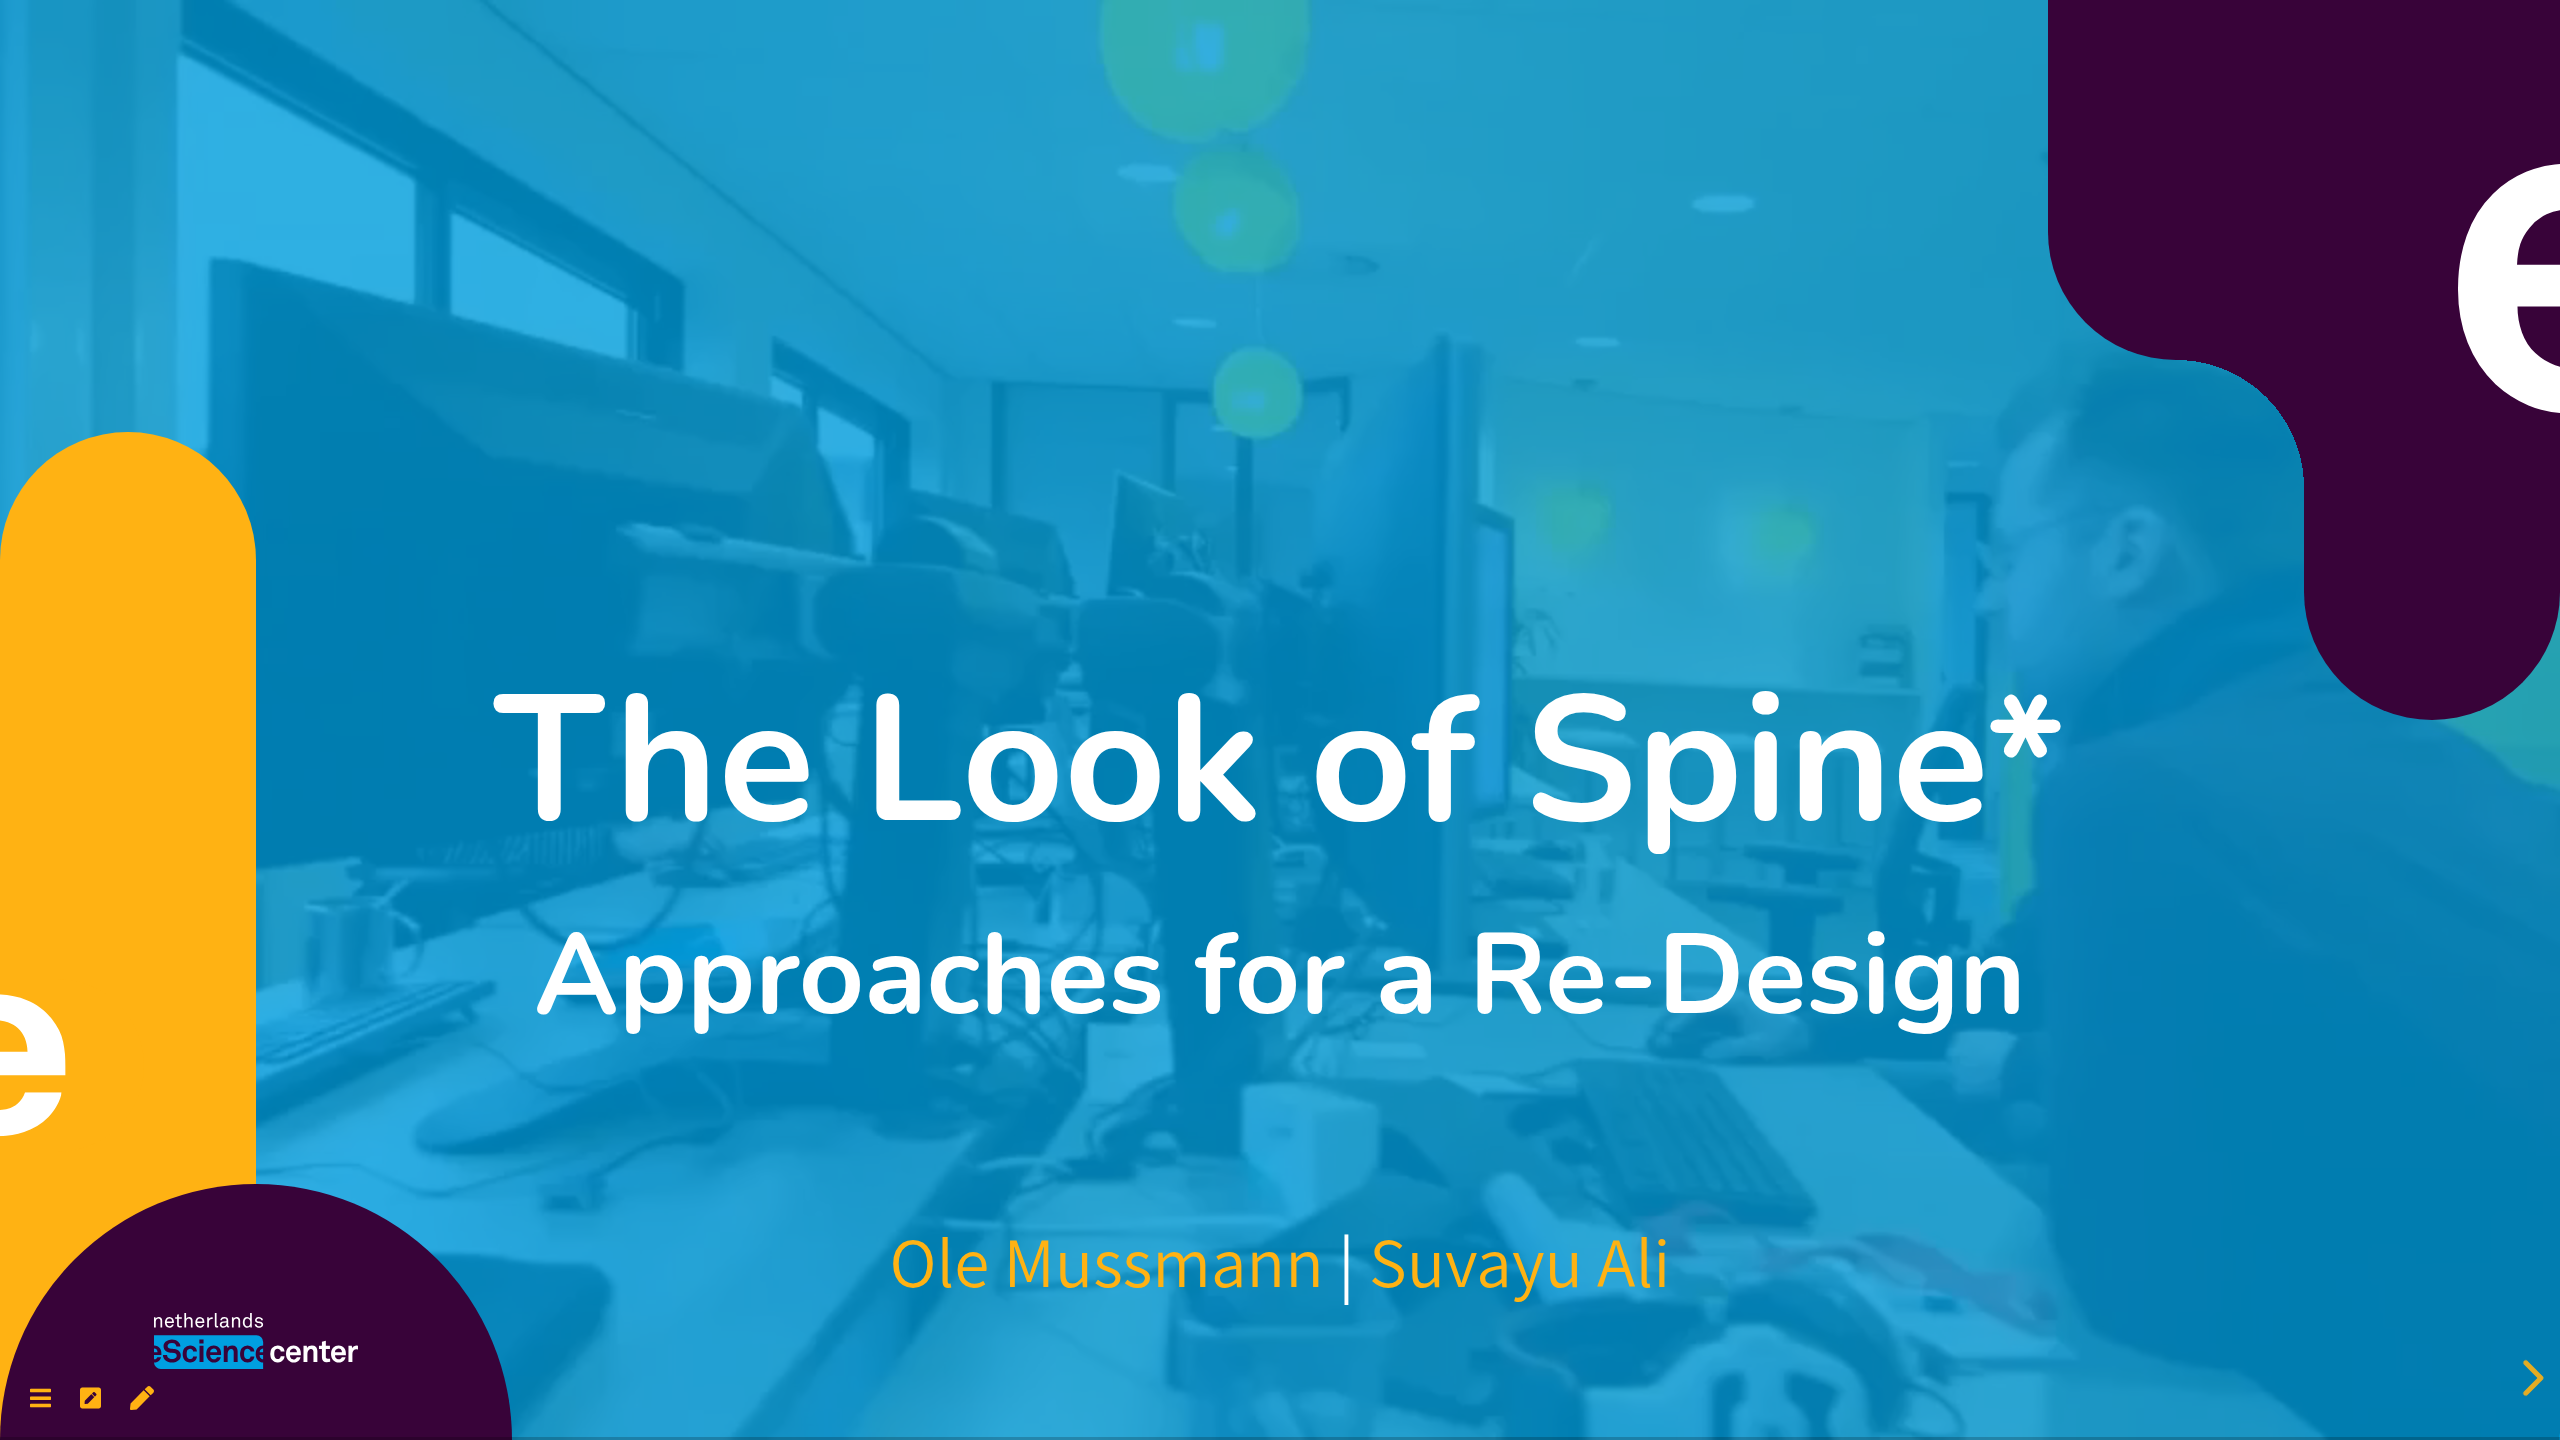 e
The Look of Spine*
Approaches for a Re-Design
e
Ole Mussmann | Suvayu Ali
netherlands
eScience center